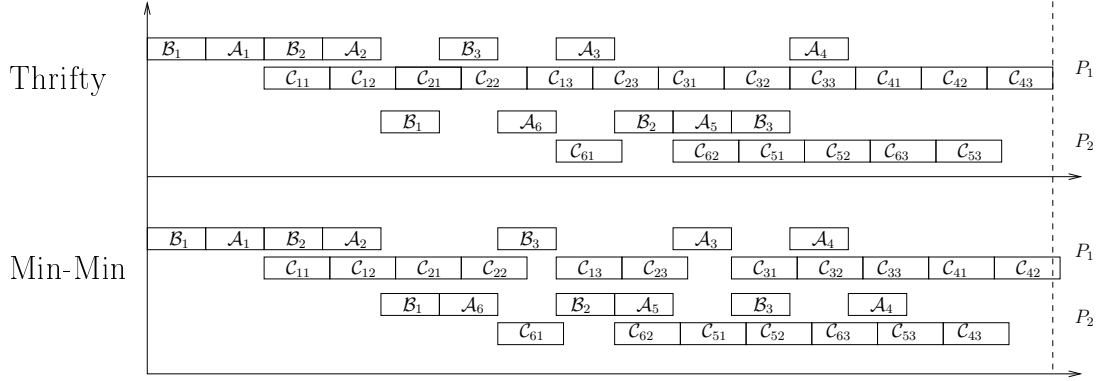 ℬ₁ 𝒜₁ ℬ₂ 𝒜₂ ℬ₃ 𝒜₃ 𝒜₄
Thrifty 𝒞₁₁ 𝒞₁₂ 𝒞₂₁ 𝒞₂₂ 𝒞₁₃ 𝒞₂₃ 𝒞₃₁ 𝒞₃₂ 𝒞₃₃ 𝒞₄₁ 𝒞₄₂ 𝒞₄₃ P₁
ℬ₁ 𝒜₆ ℬ₂ 𝒜₅ ℬ₃
𝒞₆₁ 𝒞₆₂ 𝒞₅₁ 𝒞₅₂ 𝒞₆₃ 𝒞₅₃ P₂
ℬ₁ 𝒜₁ ℬ₂ 𝒜₂ ℬ₃ 𝒜₃ 𝒜₄
Min-Min 𝒞₁₁ 𝒞₁₂ 𝒞₂₁ 𝒞₂₂ 𝒞₁₃ 𝒞₂₃ 𝒞₃₁ 𝒞₃₂ 𝒞₃₃ 𝒞₄₁ 𝒞₄₂ P₁
ℬ₁ 𝒜₆ ℬ₂ 𝒜₅ ℬ₃ 𝒜₄
𝒞₆₁ 𝒞₆₂ 𝒞₅₁ 𝒞₅₂ 𝒞₆₃ 𝒞₅₃ 𝒞₄₃ P₂